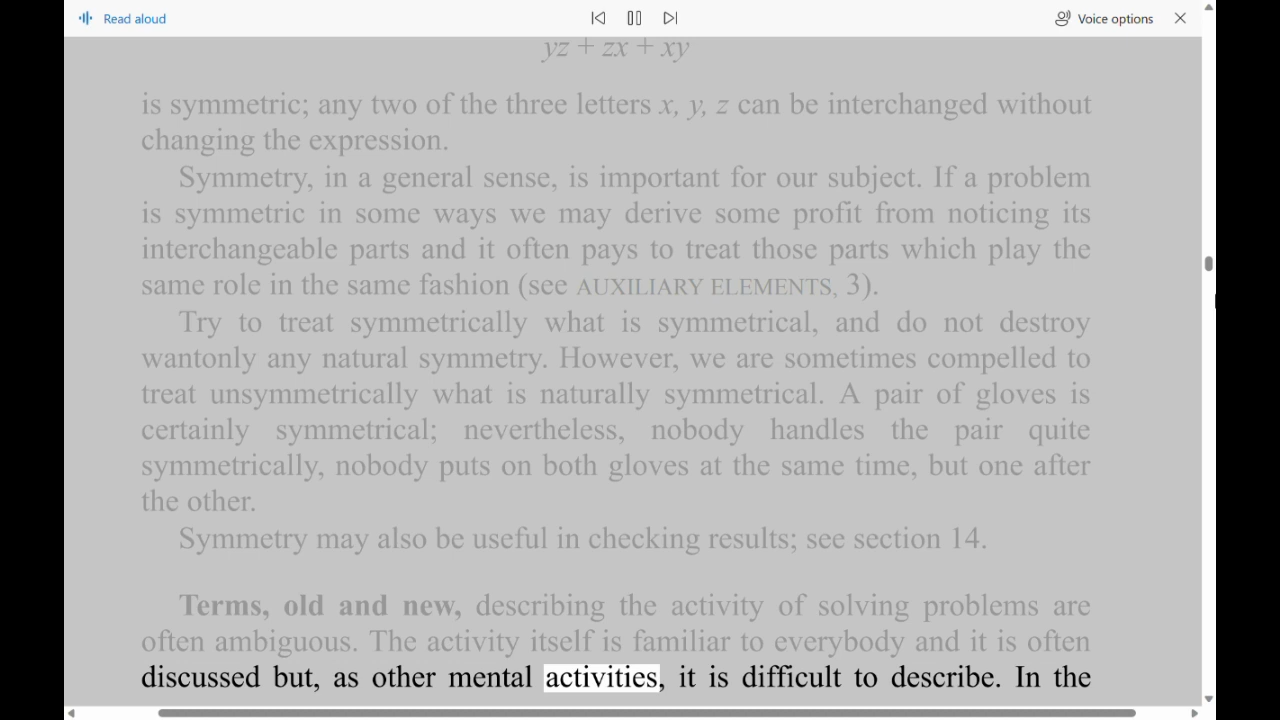 Read aloud
Voice options
yz + zx + xy
is symmetric; any two of the three letters x, y, z can be interchanged without
changing the expression.
Symmetry, in a general sense, is important for our subject. If a problem
is symmetric in some ways we may derive some profit from noticing its
interchangeable parts and it often pays to treat those parts which play the
same role in the same fashion (see AUXILIARY ELEMENTS, 3).
Try to treat symmetrically what is symmetrical, and do not destroy
wantonly any natural symmetry. However, we are sometimes compelled to
treat unsymmetrically what is naturally symmetrical. A pair of gloves is
certainly symmetrical; nevertheless, nobody handles the pair quite
symmetrically, nobody puts on both gloves at the same time, but one after
the other.
Symmetry may also be useful in checking results; see section 14.
Terms, old and new, describing the activity of solving problems are
often ambiguous. The activity itself is familiar to everybody and it is often
discussed but, as other mental activities, it is difficult to describe. In the